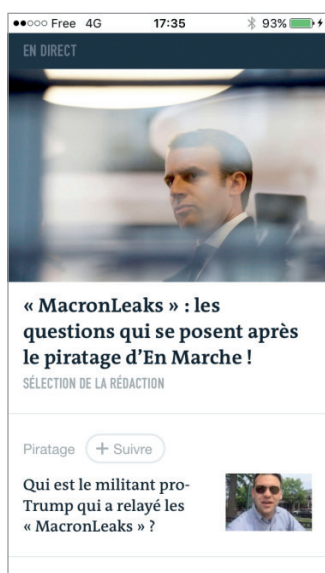 Free 4G 17:35 93%
EN DIRECT
« MacronLeaks » : les
questions qui se posent après
le piratage d’En Marche !
SÉLECTION DE LA RÉDACTION
Piratage + Suivre
Qui est le militant pro-
Trump qui a relayé les
« MacronLeaks » ?